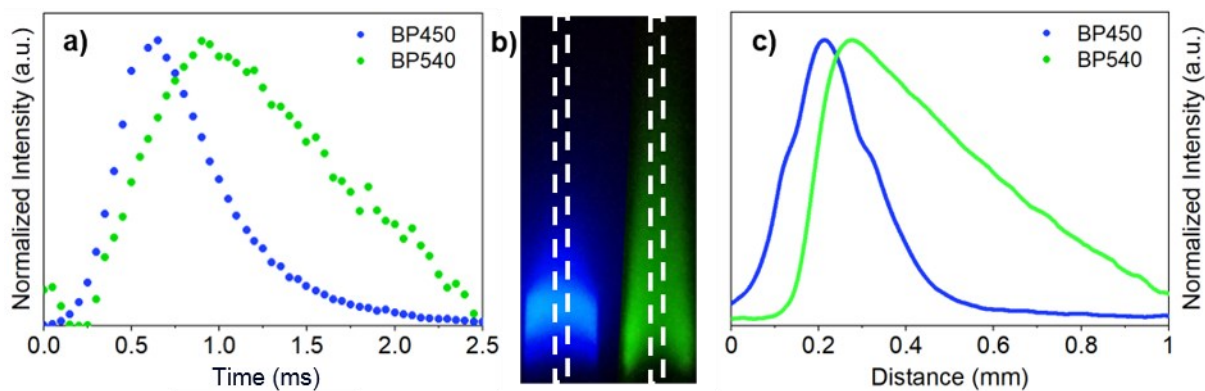 a)
BP450
BP540
Normalized Intensity (a.u.)
0.0 0.5 1.0 1.5 2.0 2.5
Time (ms)
b)
c)
BP450
BP540
Normalized Intensity (a.u.)
0 0.2 0.4 0.6 0.8 1
Distance (mm)